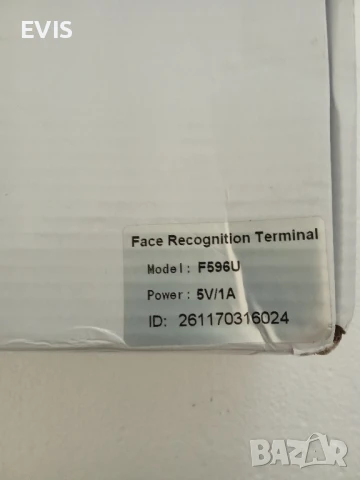 EVIS
Face Recognition Terminal
Model: F596U
Power: 5V/1A
ID: 261170316024
BAZAR